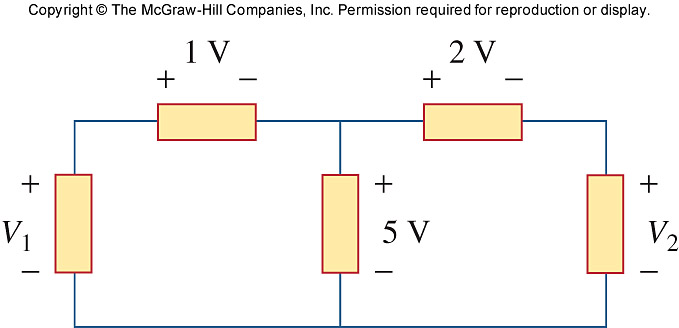 Copyright © The McGraw-Hill Companies, Inc. Permission required for reproduction or display.
1 V 2 V
+ − + −
+ + +
V₁ 5 V V₂
− − −